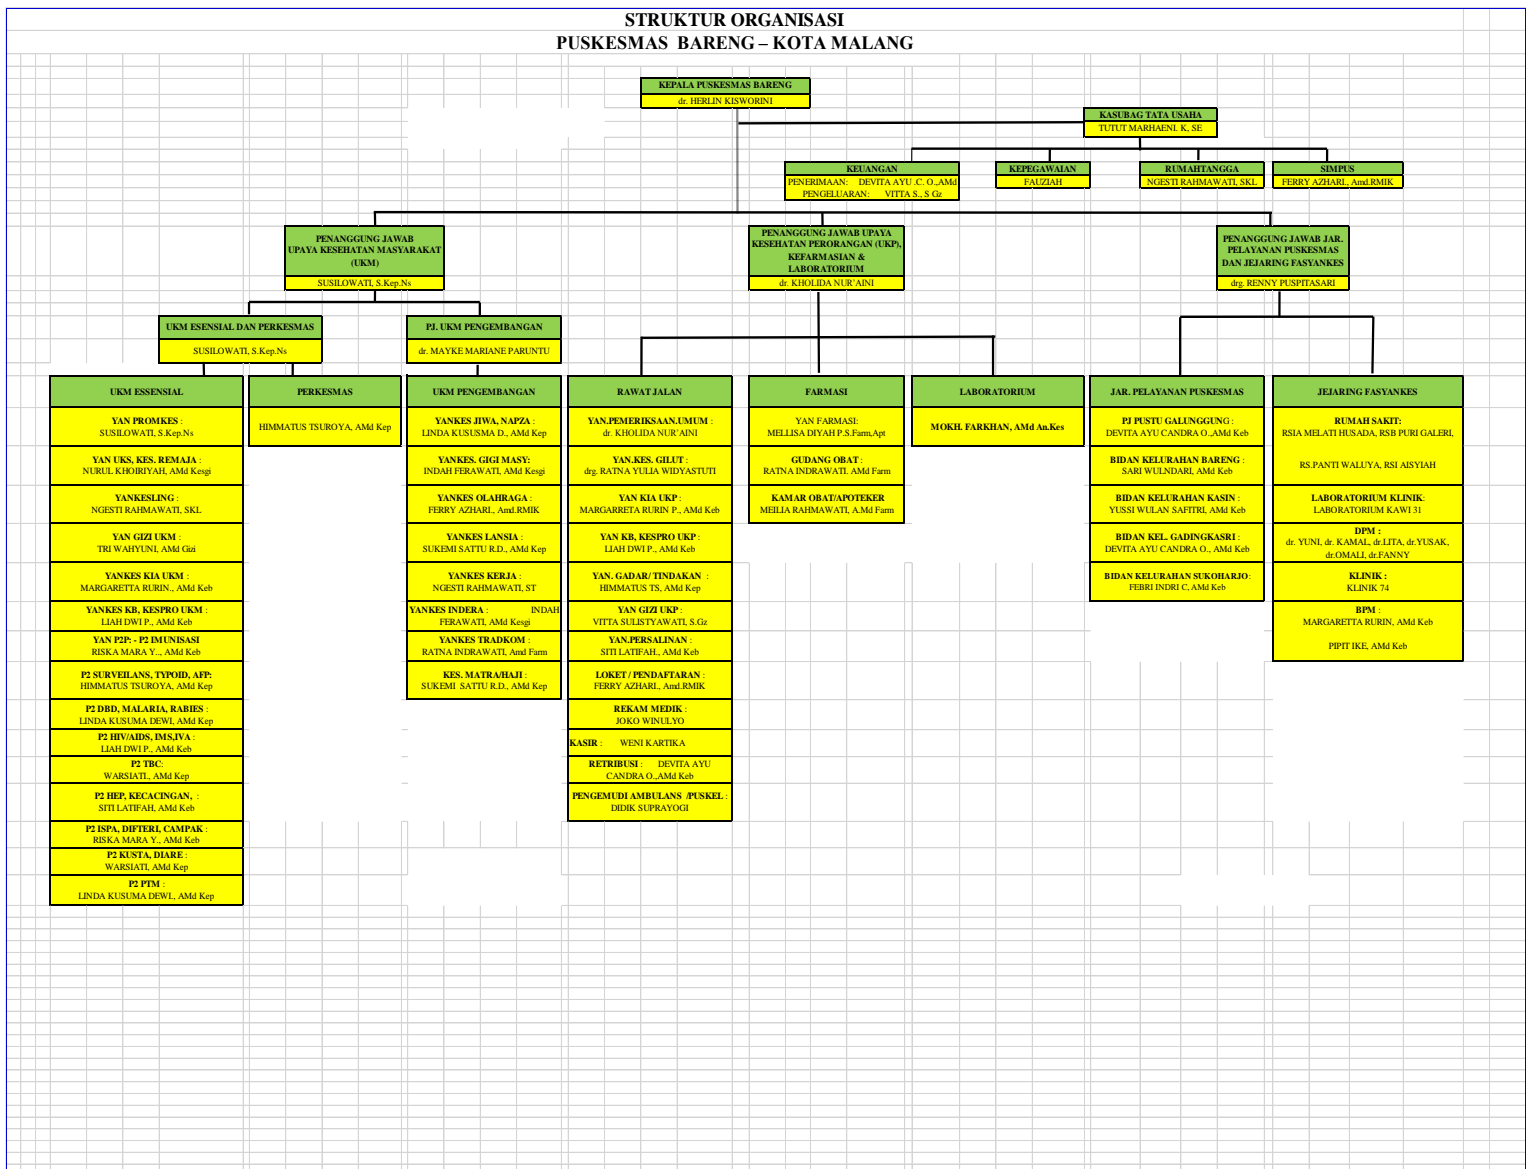 STRUKTUR ORGANISASI
PUSKESMAS BARENG – KOTA MALANG
KEPALA PUSKESMAS BARENG
dr. HERLIN KISWORINI
KASUBAG TATA USAHA
TUTUT MARHAENI. K, SE
KEUANGAN
PENERIMAAN: DEVITA AYU .C. O.,AMd
PENGELUARAN: VITTA S., S Gz
KEPEGAWAIAN
FAUZIAH
RUMAHTANGGA
NGESTI RAHMAWATI, SKL
SIMPUS
FERRY AZHARI., Amd.RMIK
PENANGGUNG JAWAB
UPAYA KESEHATAN MASYARAKAT
(UKM)
SUSILOWATI, S.Kep.Ns
PENANGGUNG JAWAB UPAYA
KESEHATAN PERORANGAN (UKP),
KEFARMASIAN &
LABORATORIUM
dr. KHOLIDA NUR'AINI
PENANGGUNG JAWAB JAR.
PELAYANAN PUSKESMAS
DAN JEJARING FASYANKES
drg. RENNY PUSPITASARI
UKM ESENSIAL DAN PERKESMAS
SUSILOWATI, S.Kep.Ns
PJ. UKM PENGEMBANGAN
dr. MAYKE MARIANE PARUNTU
UKM ESSENSIAL
YAN PROMKES :
SUSILOWATI, S.Kep.Ns
YAN UKS, KES. REMAJA :
NURUL KHOIRIYAH, AMd Kesgi
YANKESLING :
NGESTI RAHMAWATI, SKL
YAN GIZI UKM :
TRI WAHYUNI, AMd Gizi
YANKES KIA UKM :
MARGARETTA RURIN., AMd Keb
YANKES KB, KESPRO UKM :
LIAH DWI P., AMd Keb
YAN P2P: - P2 IMUNISASI
RISKA MARA Y.., AMd Keb
P2 SURVEILANS, TYPOID, AFP:
HIMMATUS TSUROYA, AMd Kep
P2 DBD, MALARIA, RABIES :
LINDA KUSUMA DEWI, AMd Kep
P2 HIV/AIDS, IMS,IVA :
LIAH DWI P., AMd Keb
P2 TBC:
WARSIATI., AMd Kep
P2 HEP, KECACINGAN, :
SITI LATIFAH, AMd Keb
P2 ISPA, DIFTERI, CAMPAK :
RISKA MARA Y., AMd Keb
P2 KUSTA, DIARE :
WARSIATI, AMd Kep
P2 PTM :
LINDA KUSUMA DEWI., AMd Kep
PERKESMAS
HIMMATUS TSUROYA, AMd Kep
UKM PENGEMBANGAN
YANKES JIWA, NAPZA :
LINDA KUSUSMA D., AMd Kep
YANKES. GIGI MASY:
INDAH FERAWATI, AMd Kesgi
YANKES OLAHRAGA :
FERRY AZHARI., Amd.RMIK
YANKES LANSIA :
SUKEMI SATTU R.D., AMd Kep
YANKES KERJA :
NGESTI RAHMAWATI, ST
YANKES INDERA : INDAH
FERAWATI, AMd Kesgi
YANKES TRADKOM :
RATNA INDRAWATI, Amd Farm
KES. MATRA/HAJI :
SUKEMI SATTU R.D., AMd Kep
RAWAT JALAN
YAN.PEMERIKSAAN.UMUM :
dr. KHOLIDA NUR'AINI
YAN.KES. GILUT :
drg. RATNA YULIA WIDYASTUTI
YAN KIA UKP :
MARGARRETA RURIN P., AMd Keb
YAN KB, KESPRO UKP :
LIAH DWI P., AMd Keb
YAN. GADAR/ TINDAKAN :
HIMMATUS TS, AMd Kep
YAN GIZI UKP :
VITTA SULISTYAWATI, S.Gz
YAN.PERSALINAN :
SITI LATIFAH., AMd Keb
LOKET / PENDAFTARAN :
FERRY AZHARI., Amd.RMIK
REKAM MEDIK :
JOKO WINULYO
KASIR : WENI KARTIKA
RETRIBUSI : DEVITA AYU
CANDRA O.,AMd Keb
PENGEMUDI AMBULANS /PUSKEL :
DIDIK SUPRAYOGI
FARMASI
YAN FARMASI:
MELLISA DIYAH P.S.Farm,Apt
GUDANG OBAT :
RATNA INDRAWATI. AMd Farm
KAMAR OBAT/APOTEKER
MEILIA RAHMAWATI, A.Md Farm
LABORATORIUM
MOKH. FARKHAN, AMd An.Kes
JAR. PELAYANAN PUSKESMAS
PJ PUSTU GALUNGGUNG :
DEVITA AYU CANDRA O.,AMd Keb
BIDAN KELURAHAN BARENG :
SARI WULNDARI, AMd Keb
BIDAN KELURAHAN KASIN :
YUSSI WULAN SAFITRI, AMd Keb
BIDAN KEL. GADINGKASRI :
DEVITA AYU CANDRA O., AMd Keb
BIDAN KELURAHAN SUKOHARJO:
FEBRI INDRI C, AMd Keb
JEJARING FASYANKES
RUMAH SAKIT:
RSIA MELATI HUSADA, RSB PURI GALERI,
RS.PANTI WALUYA, RSI AISYIAH
LABORATORIUM KLINIK:
LABORATORIUM KAWI 31
DPM :
dr. YUNI, dr. KAMAL, dr.LITA, dr.YUSAK,
dr.OMALI, dr.FANNY
KLINIK :
KLINIK 74
BPM :
MARGARETTA RURIN, AMd Keb
PIPIT IKE, AMd Keb